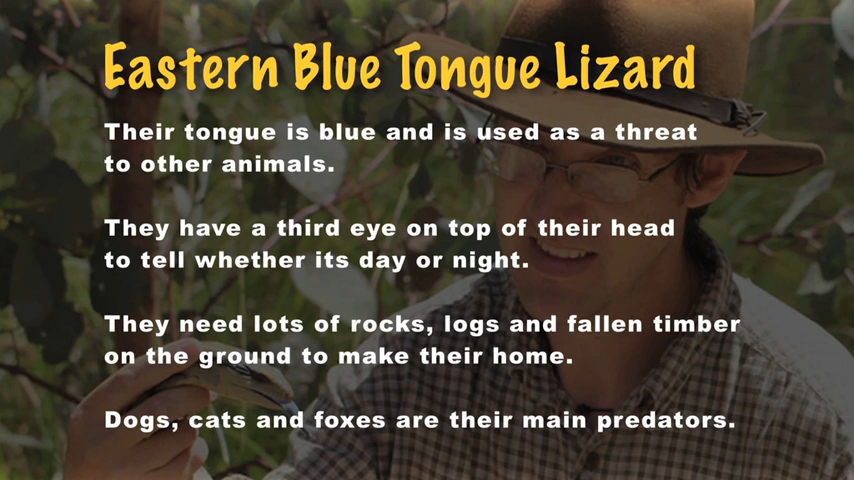 Eastern Blue Tongue Lizard
Their tongue is blue and is used as a threat
to other animals.
They have a third eye on top of their head
to tell whether its day or night.
They need lots of rocks, logs and fallen timber
on the ground to make their home.
Dogs, cats and foxes are their main predators.